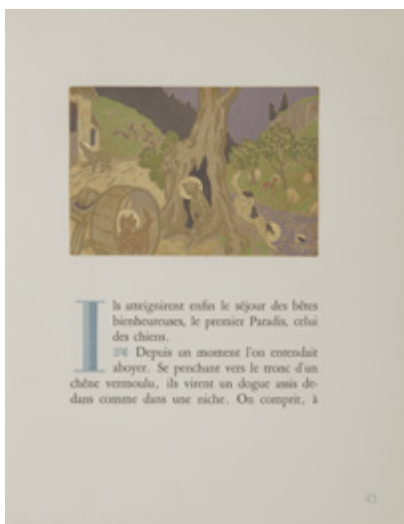 Ils atteignirent enfin le séjour des bêtes
bienheureuses, le premier Paradis, celui
des chiens.
Depuis un moment l'on entendait
aboyer. Se penchant vers le tronc d'un
chêne vermoulu, ils virent un dogue assis de-
dans comme dans une niche. On comprit, à